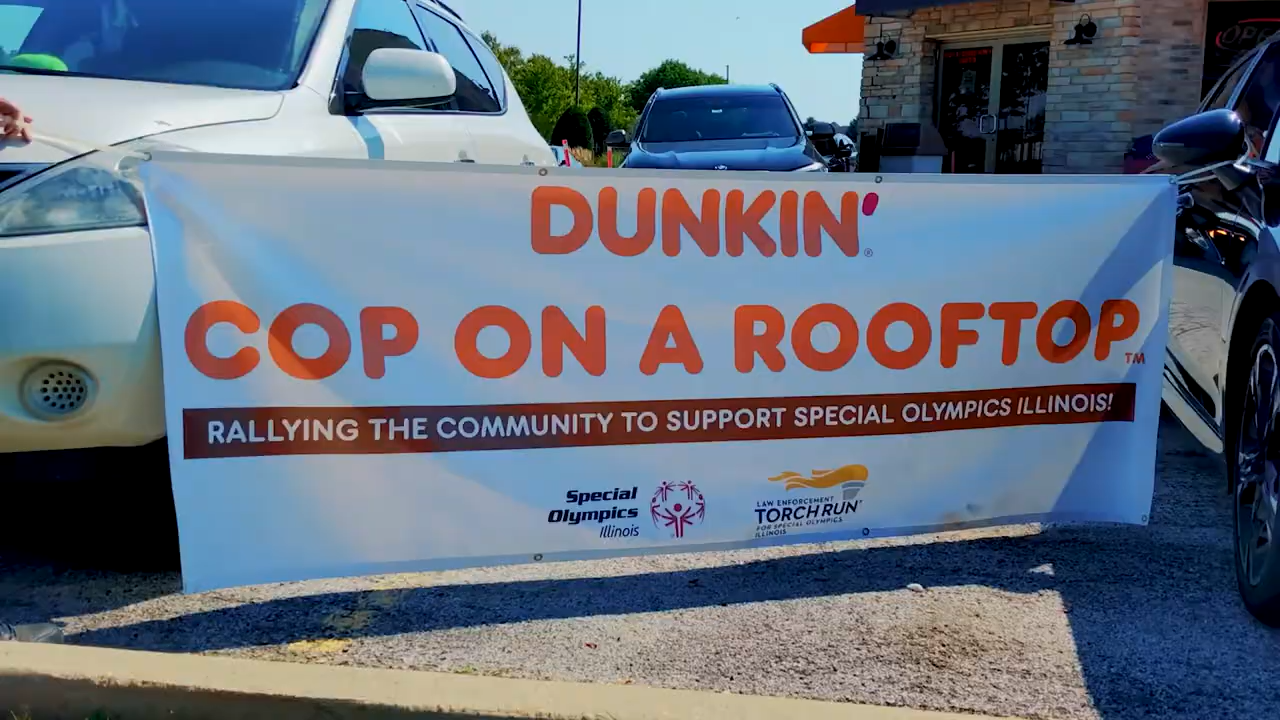 DUNKIN'®
COP ON A ROOFTOP™
RALLYING THE COMMUNITY TO SUPPORT SPECIAL OLYMPICS ILLINOIS!
Special
Olympics
Illinois
LAW ENFORCEMENT
TORCH RUN
FOR SPECIAL OLYMPICS
ILLINOIS